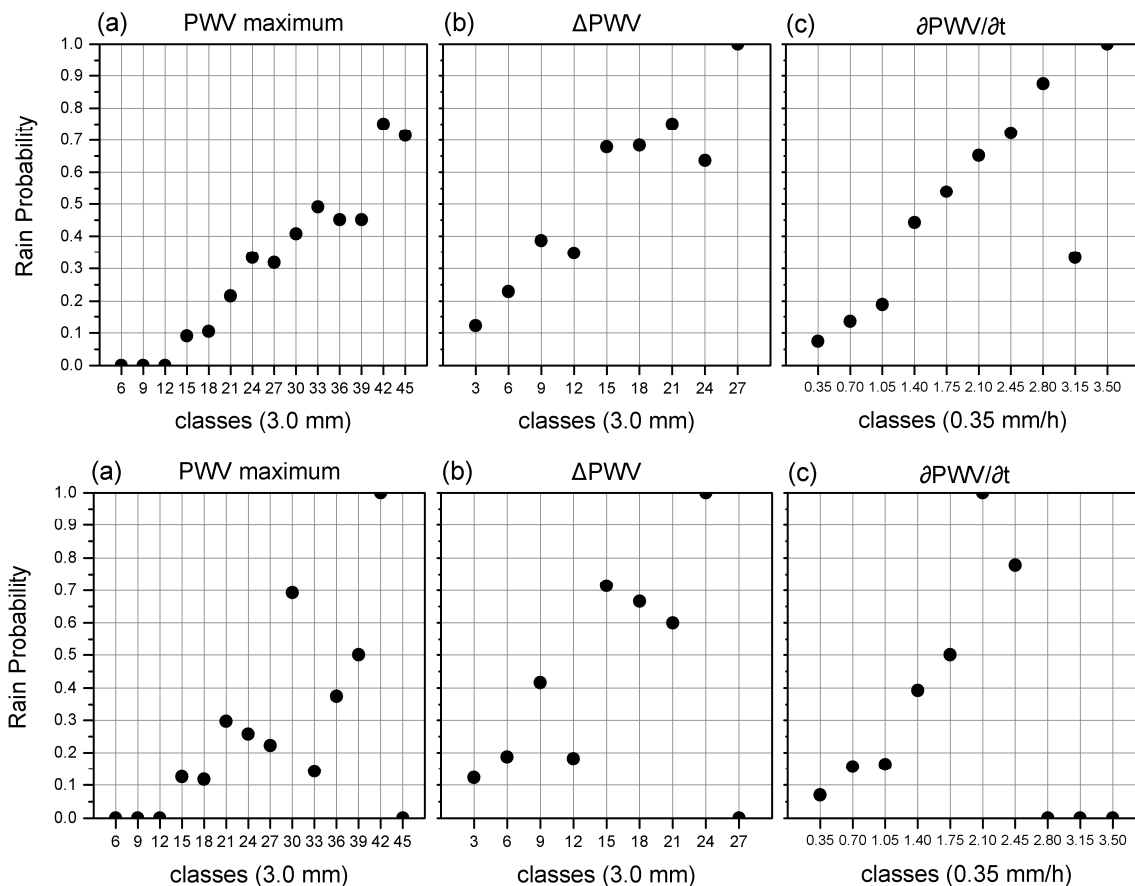 (a) PWV maximum (b) ΔPWV (c) ∂PWV/∂t
Rain Probability
1.0
0.9
0.8
0.7
0.6
0.5
0.4
0.3
0.2
0.1
0.0
6 9 12 15 18 21 24 27 30 33 36 39 42 45
3 6 9 12 15 18 21 24 27
0.35 0.70 1.05 1.40 1.75 2.10 2.45 2.80 3.15 3.50
classes (3.0 mm) classes (3.0 mm) classes (0.35 mm/h)
(a) PWV maximum (b) ΔPWV (c) ∂PWV/∂t
Rain Probability
1.0
0.9
0.8
0.7
0.6
0.5
0.4
0.3
0.2
0.1
0.0
6 9 12 15 18 21 24 27 30 33 36 39 42 45
3 6 9 12 15 18 21 24 27
0.35 0.70 1.05 1.40 1.75 2.10 2.45 2.80 3.15 3.50
classes (3.0 mm) classes (3.0 mm) classes (0.35 mm/h)